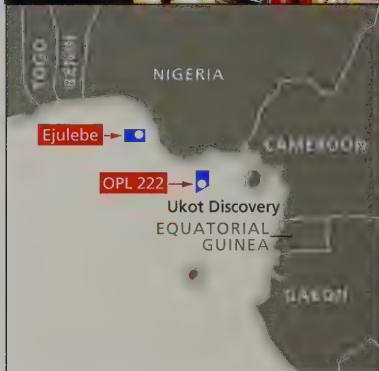 TOGO
BENIN
NIGERIA
CAMEROON
Ejulebe
OPL 222
Ukot Discovery
EQUATORIAL
GUINEA
GABON